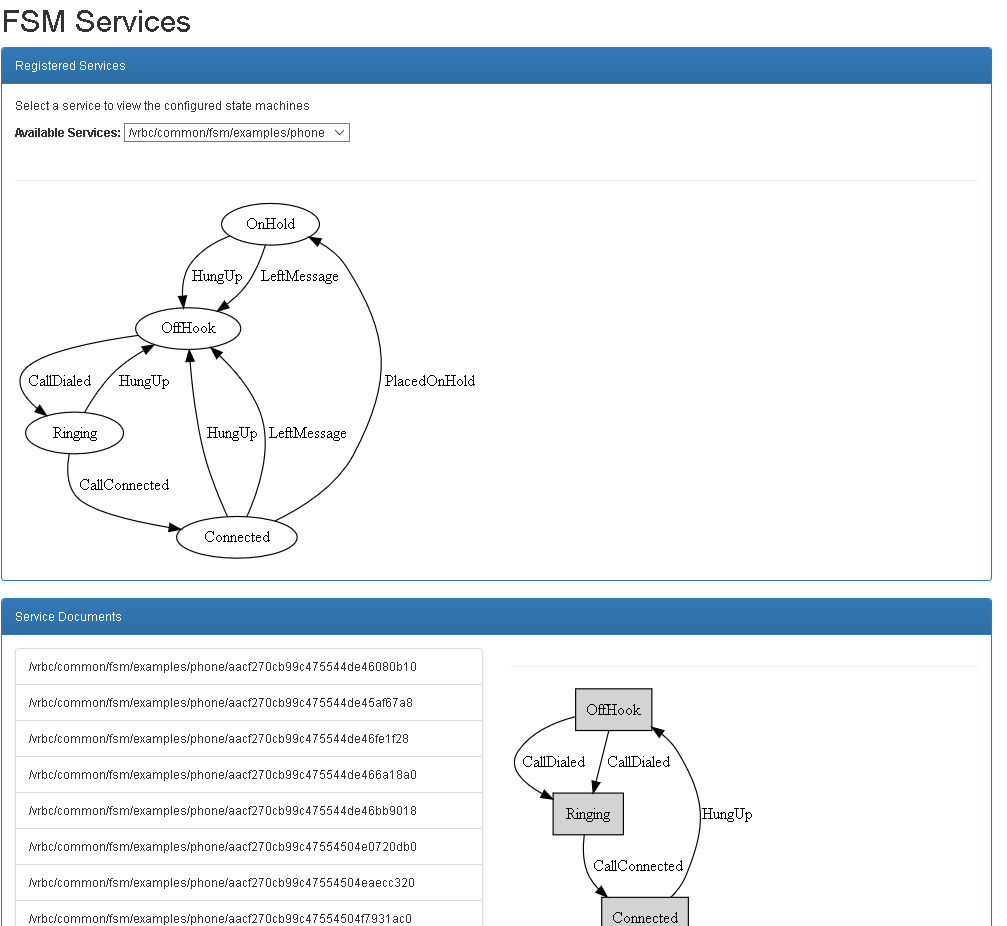 FSM Services
Registered Services
Select a service to view the configured state machines
Available Services: /vrbc/common/fsm/examples/phone
OnHold
HungUp LeftMessage
OffHook
CallDialed HungUp PlacedOnHold
Ringing HungUp LeftMessage
CallConnected
Connected
Service Documents
/vrbc/common/fsm/examples/phone/aacf270cb99c475544de46080b10
/vrbc/common/fsm/examples/phone/aacf270cb99c475544de45af67a8
/vrbc/common/fsm/examples/phone/aacf270cb99c475544de46fe1f28
/vrbc/common/fsm/examples/phone/aacf270cb99c475544de466a18a0
/vrbc/common/fsm/examples/phone/aacf270cb99c475544de46bb9018
/vrbc/common/fsm/examples/phone/aacf270cb99c47554504e0720db0
/vrbc/common/fsm/examples/phone/aacf270cb99c47554504eaecc320
/vrbc/common/fsm/examples/phone/aacf270cb99c47554504f7931ac0
OffHook
CallDialed CallDialed
Ringing HungUp
CallConnected
Connected